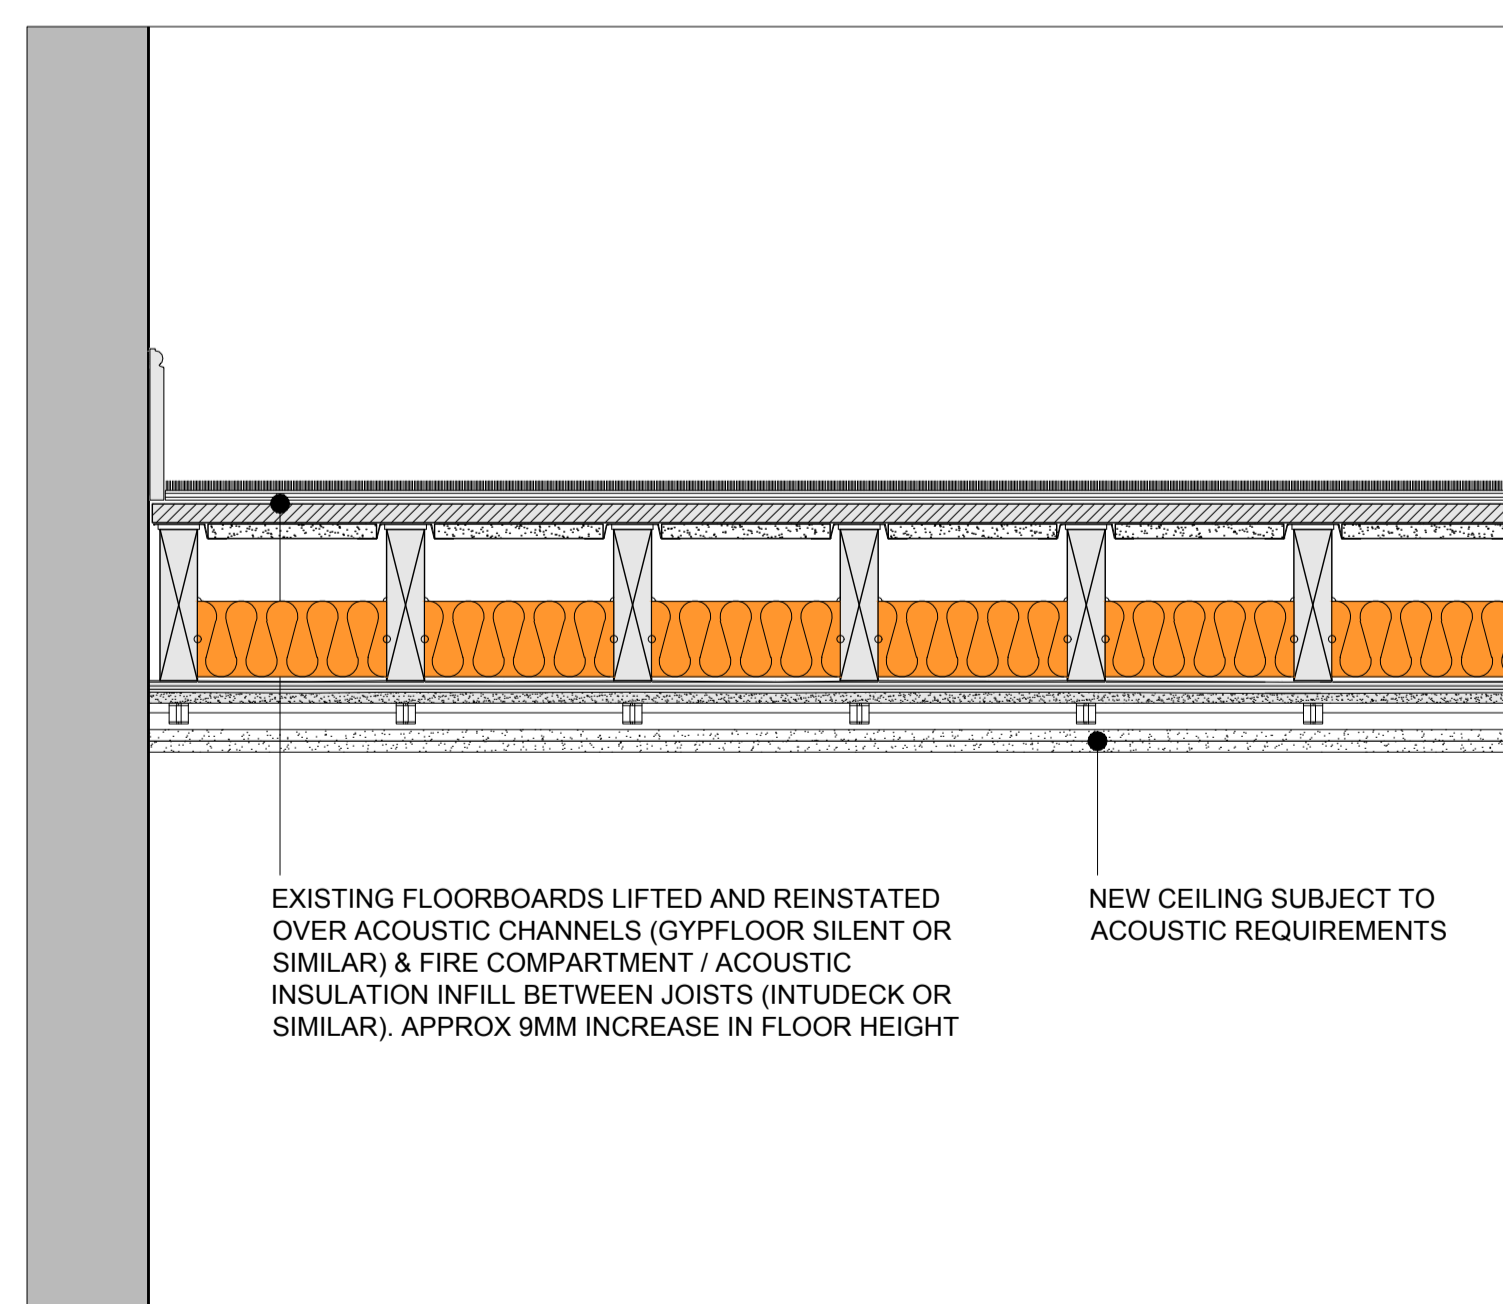 EXISTING FLOORBOARDS LIFTED AND REINSTATED
OVER ACOUSTIC CHANNELS (GYPFLOOR SILENT OR
SIMILAR) & FIRE COMPARTMENT / ACOUSTIC
INSULATION INFILL BETWEEN JOISTS (INTUDECK OR
SIMILAR). APPROX 9MM INCREASE IN FLOOR HEIGHT
NEW CEILING SUBJECT TO
ACOUSTIC REQUIREMENTS